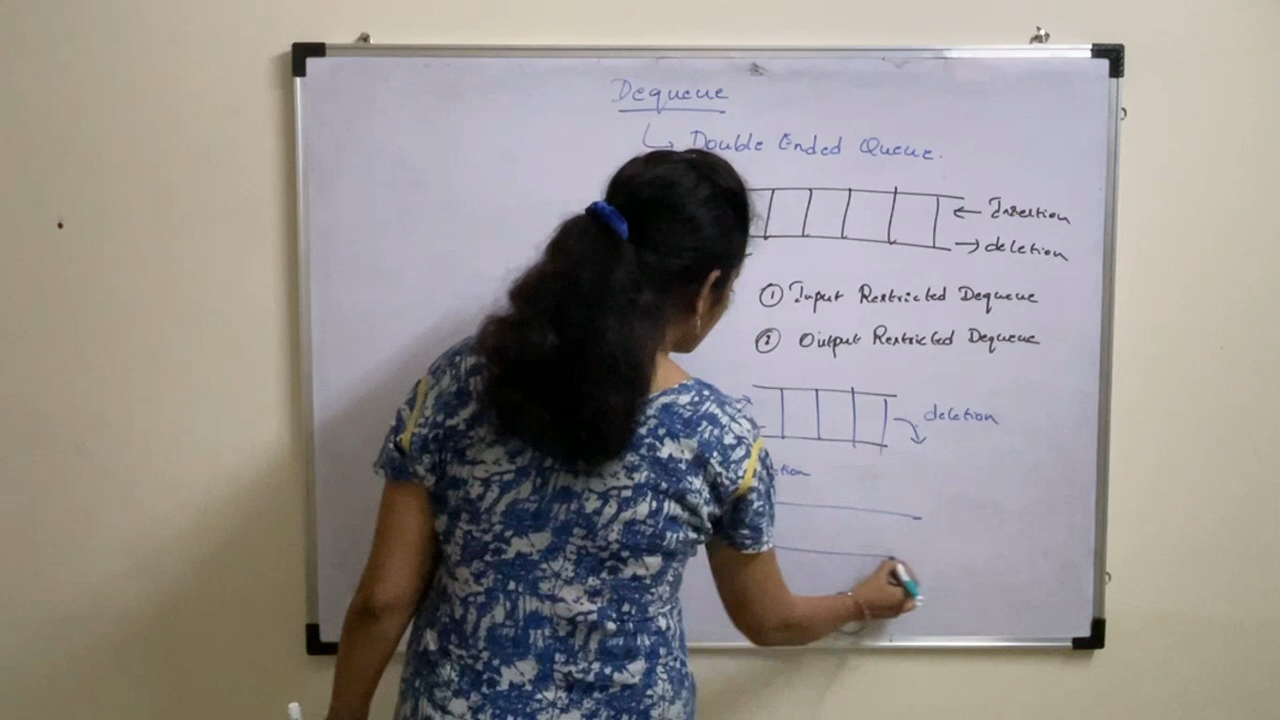 Dequeue
Double Ended Queue.
← Insertion
→ deletion
① Input Restricted Dequeue
② Output Restricted Dequeue
deletion